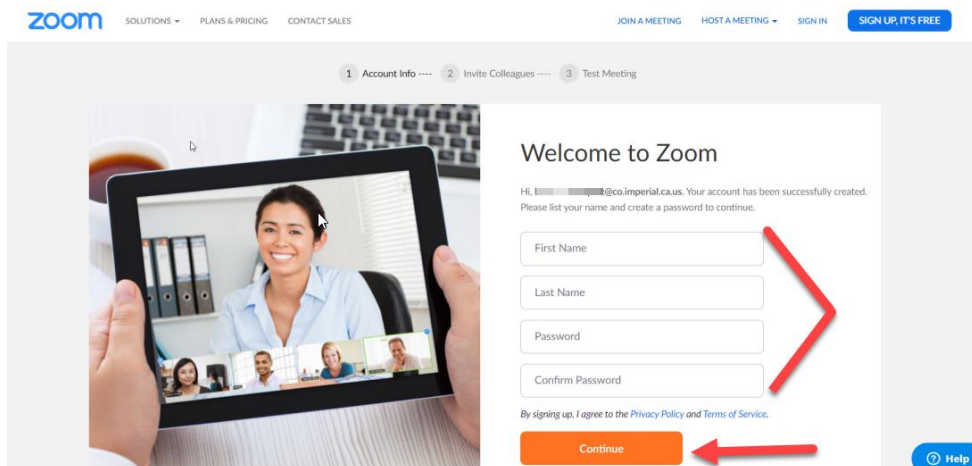 zoom SOLUTIONS PLANS & PRICING CONTACT SALES JOIN A MEETING HOST A MEETING SIGN IN SIGN UP, IT'S FREE
1 Account Info ---- 2 Invite Colleagues ---- 3 Test Meeting
Welcome to Zoom
Hi, @co.imperial.ca.us. Your account has been successfully created.
Please list your name and create a password to continue.
First Name
Last Name
Password
Confirm Password
By signing up, I agree to the Privacy Policy and Terms of Service.
Continue
Help